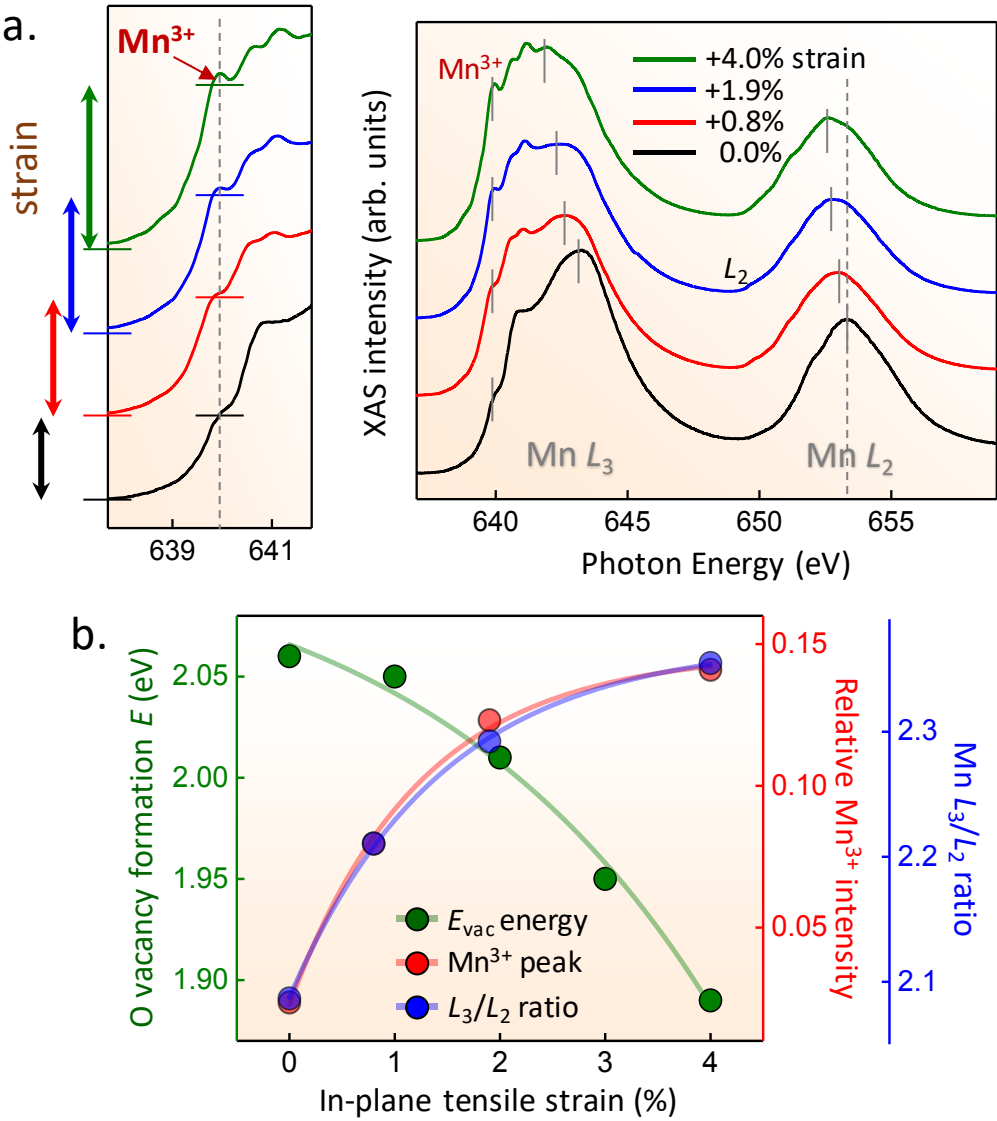 a.
Mn³⁺
strain
639
641
XAS intensity (arb. units)
Mn³⁺
+4.0% strain
+1.9%
+0.8%
0.0%
L₂
Mn L₃
Mn L₂
640
645
650
655
Photon Energy (eV)
b.
O vacancy formation E (eV)
2.05
2.00
1.95
1.90
E_vac energy
Mn³⁺ peak
L₃/L₂ ratio
0.15
0.10
0.05
Relative Mn³⁺ intensity
2.3
2.2
2.1
Mn L₃/L₂ ratio
0
1
2
3
4
In-plane tensile strain (%)